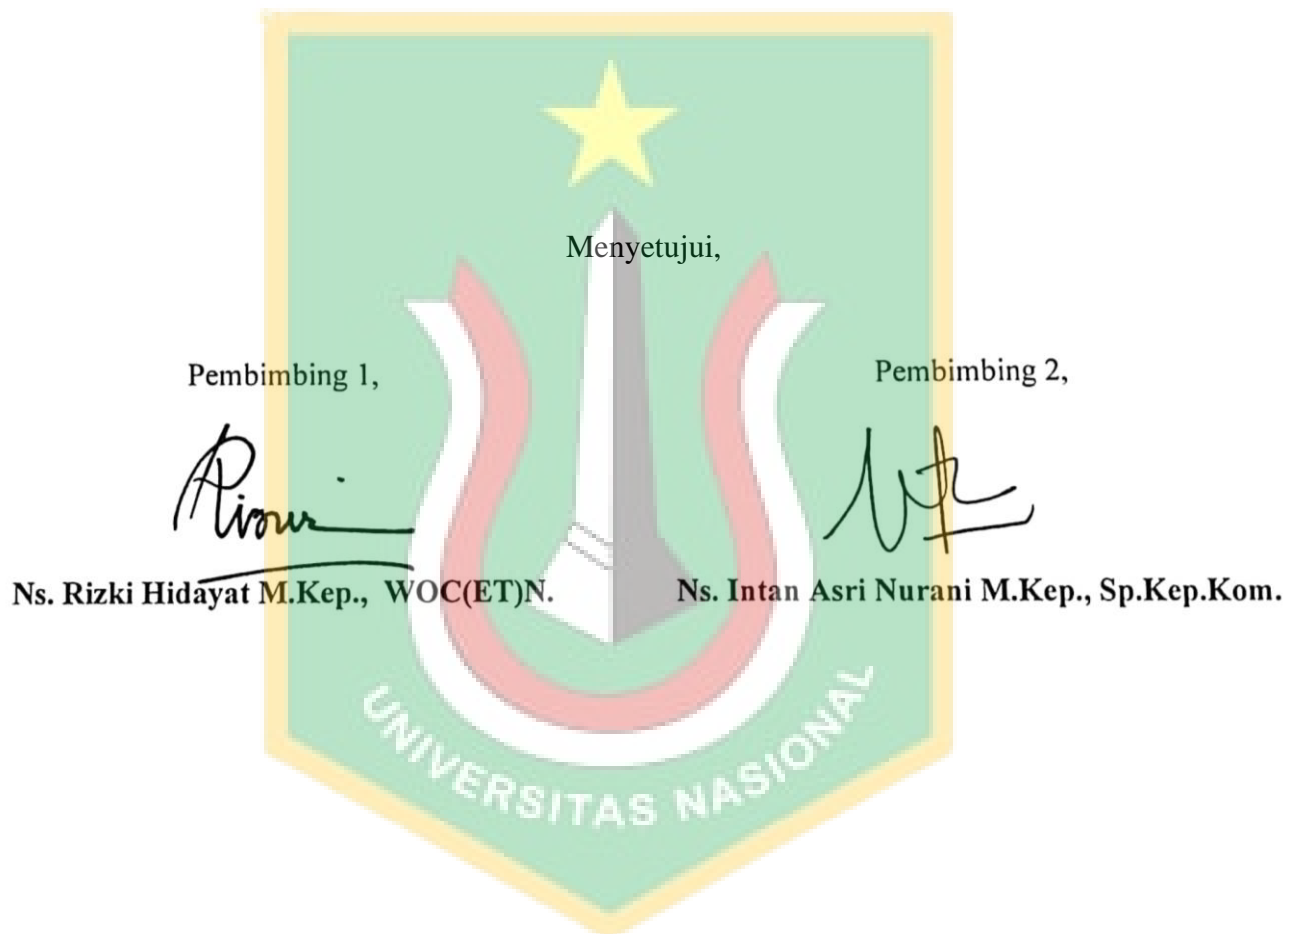 Menyetujui,
Pembimbing 1,
Pembimbing 2,
Ns. Rizki Hidayat M.Kep., WOC(ET)N.
Ns. Intan Asri Nurani M.Kep., Sp.Kep.Kom.
UNIVERSITAS NASIONAL